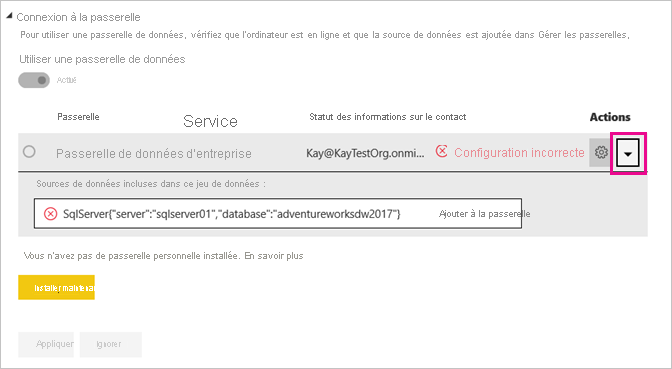 Connexion à la passerelle
Pour utiliser une passerelle de données, vérifiez que l'ordinateur est en ligne et que la source de données est ajoutée dans Gérer les passerelles,
Utiliser une passerelle de données
Activé
Passerelle Service Statut des informations sur le contact Actions
Passerelle de données d'entreprise Kay@KayTestOrg.onmi... Configuration incorrecte
Sources de données incluses dans ce jeu de données :
SqlServer{"server":"sqlserver01","database":"adventureworksdw2017"} Ajouter à la passerelle
Vous n'avez pas de passerelle personnelle installée. En savoir plus
Installer maintenan
Appliquer Ignorer